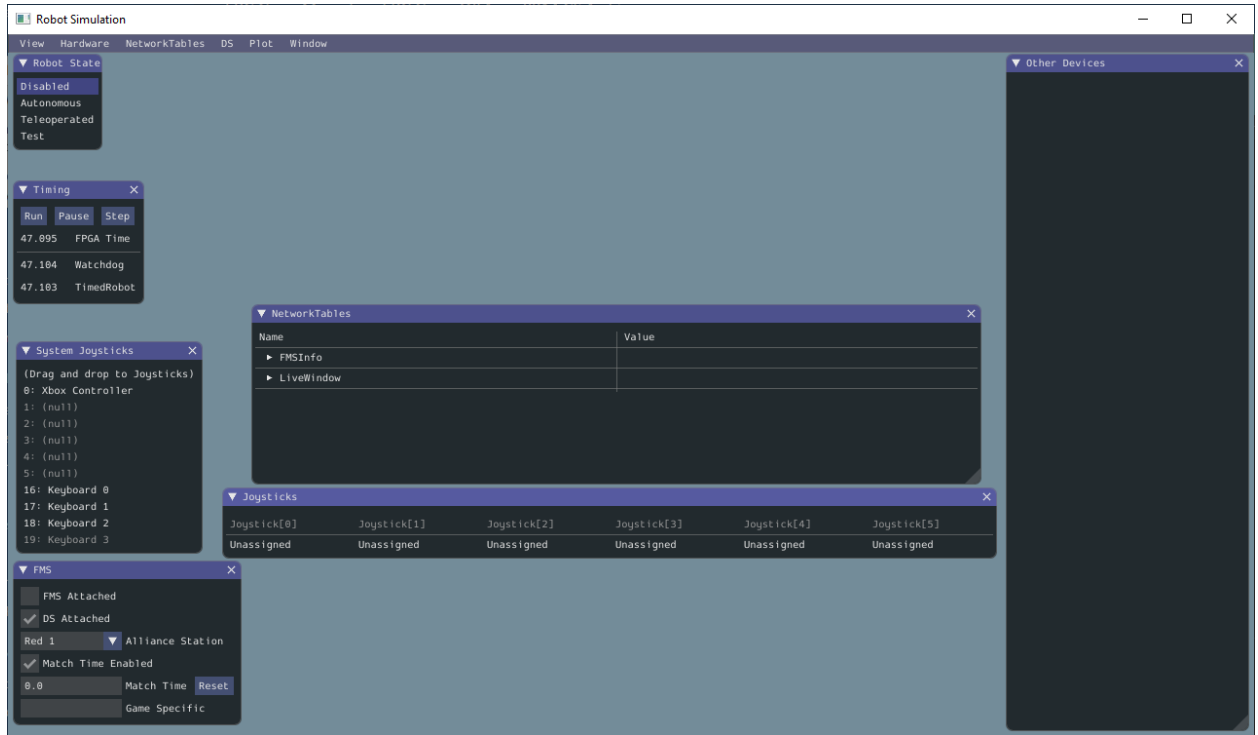 Robot Simulation
View Hardware NetworkTables DS Plot Window
Robot State
Disabled
Autonomous
Teleoperated
Test
Timing
Run Pause Step
47.095 FPGA Time
47.104 Watchdog
47.103 TimedRobot
System Joysticks
(Drag and drop to Joysticks)
0: Xbox Controller
1: (null)
2: (null)
3: (null)
4: (null)
5: (null)
16: Keyboard 0
17: Keyboard 1
18: Keyboard 2
19: Keyboard 3
FMS
FMS Attached
DS Attached
Red 1 Alliance Station
Match Time Enabled
0.0 Match Time Reset
Game Specific
NetworkTables
Name Value
FMSInfo
LiveWindow
Joysticks
Joystick[0] Joystick[1] Joystick[2] Joystick[3] Joystick[4] Joystick[5]
Unassigned Unassigned Unassigned Unassigned Unassigned Unassigned
Other Devices